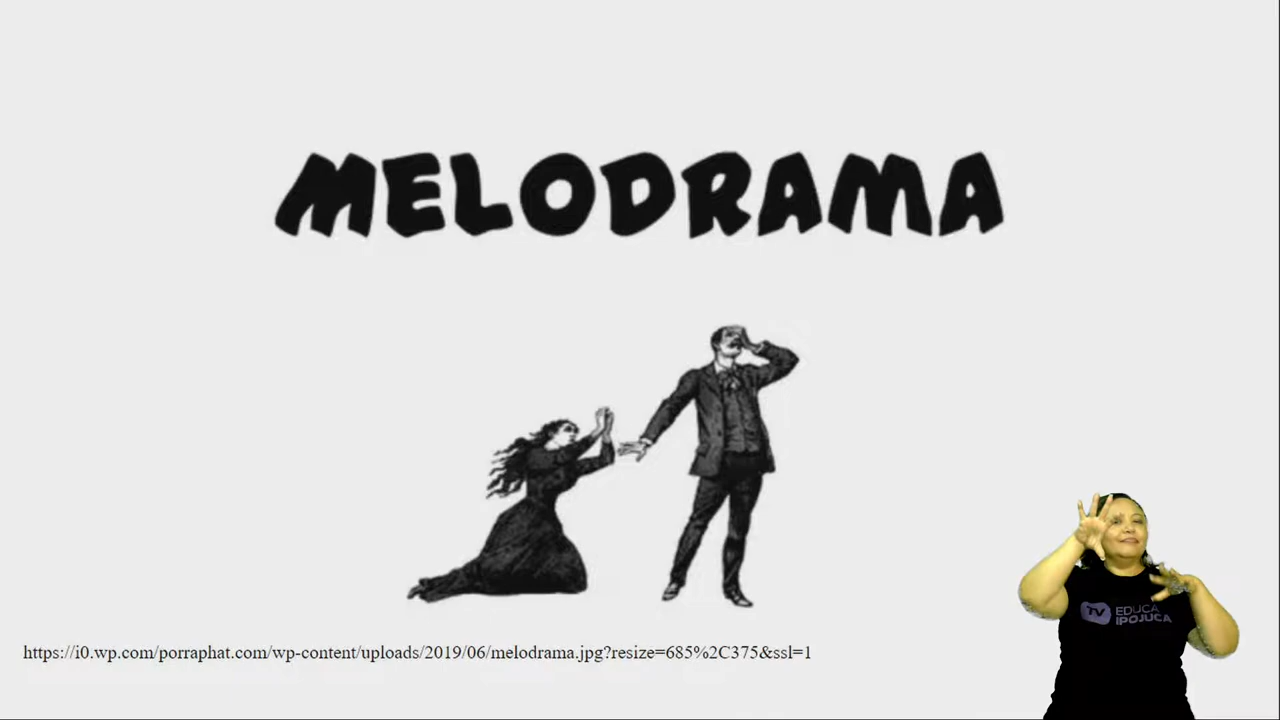 MELODRAMA
https://i0.wp.com/porraphat.com/wp-content/uploads/2019/06/melodrama.jpg?resize=685%2C375&ssl=1
TV EDUCA
IPOJUCA